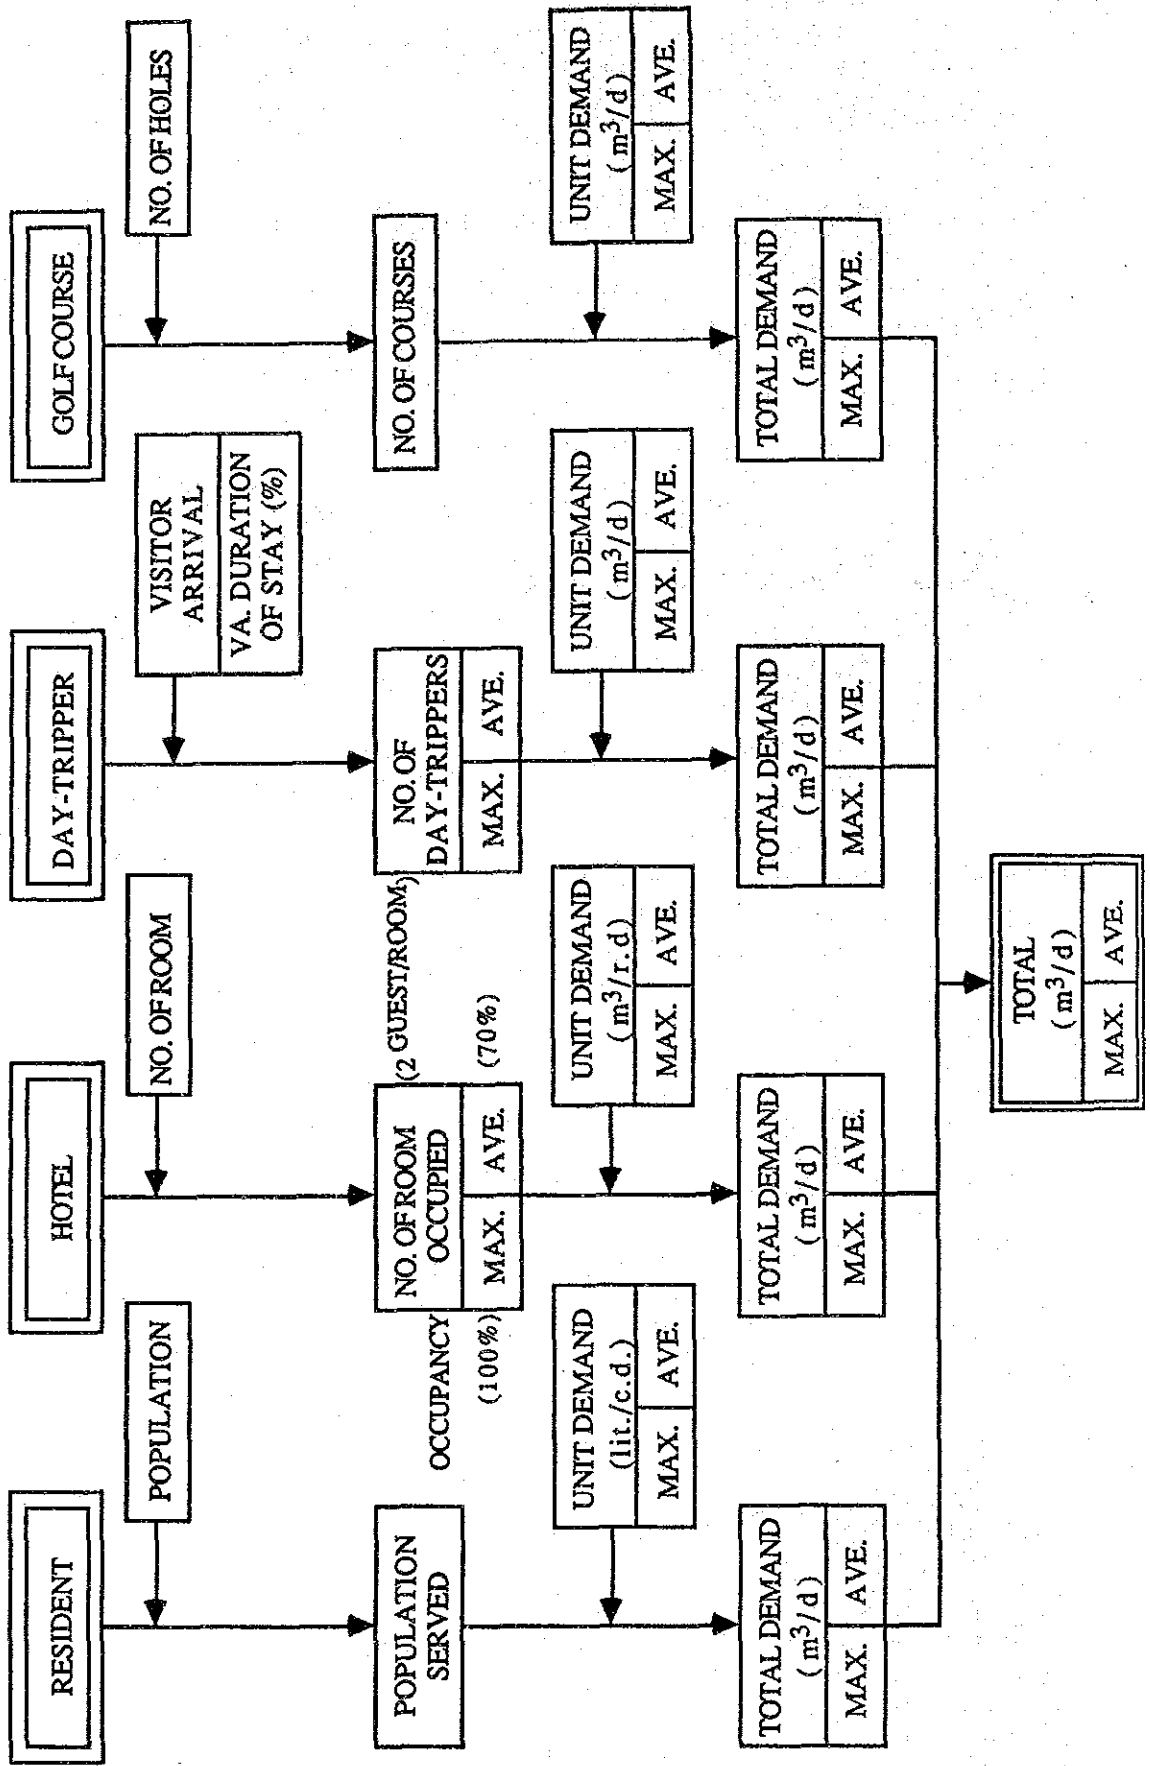 RESIDENT
HOTEL
DAY-TRIPPER
GOLF COURSE
POPULATION
NO. OF ROOM
VISITOR
ARRIVAL
VA. DURATION
OF STAY (%)
NO. OF HOLES
POPULATION
SERVED
OCCUPANCY
(100%)
NO. OF ROOM
OCCUPIED
MAX. AVE.
(2 GUEST/ROOM)
(70%)
NO. OF
DAY-TRIPPERS
MAX. AVE.
NO. OF COURSES
UNIT DEMAND
(lit./c.d.)
MAX. AVE.
UNIT DEMAND
(m³/r.d)
MAX. AVE.
UNIT DEMAND
(m³/d)
MAX. AVE.
UNIT DEMAND
(m³/d)
MAX. AVE.
TOTAL DEMAND
(m³/d)
MAX. AVE.
TOTAL DEMAND
(m³/d)
MAX. AVE.
TOTAL DEMAND
(m³/d)
MAX. AVE.
TOTAL DEMAND
(m³/d)
MAX. AVE.
TOTAL
(m³/d)
MAX. AVE.